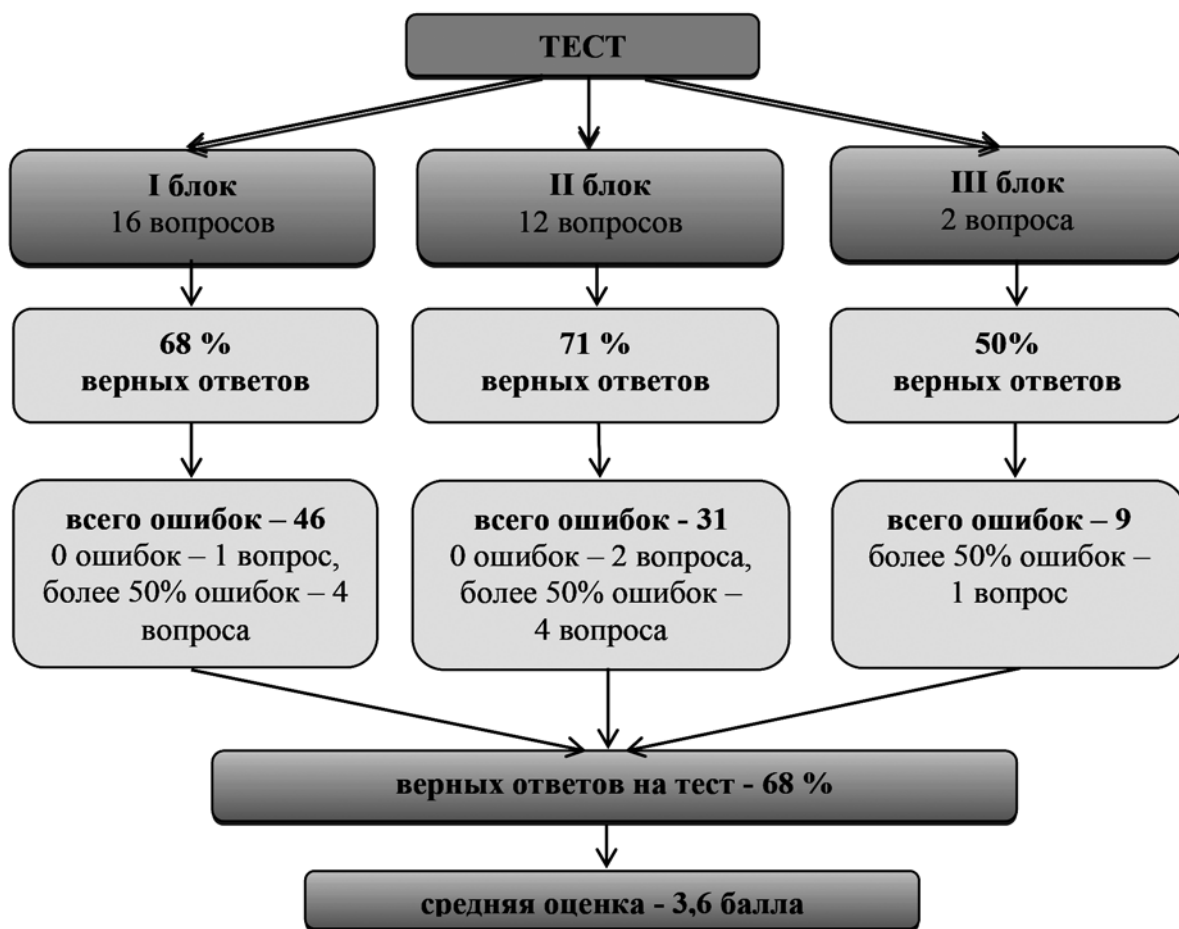 ТЕСТ
I блок
16 вопросов
II блок
12 вопросов
III блок
2 вопроса
68 %
верных ответов
71 %
верных ответов
50%
верных ответов
всего ошибок – 46
0 ошибок – 1 вопрос,
более 50% ошибок – 4
вопроса
всего ошибок - 31
0 ошибок – 2 вопроса,
более 50% ошибок –
4 вопроса
всего ошибок – 9
более 50% ошибок –
1 вопрос
верных ответов на тест - 68 %
средняя оценка - 3,6 балла